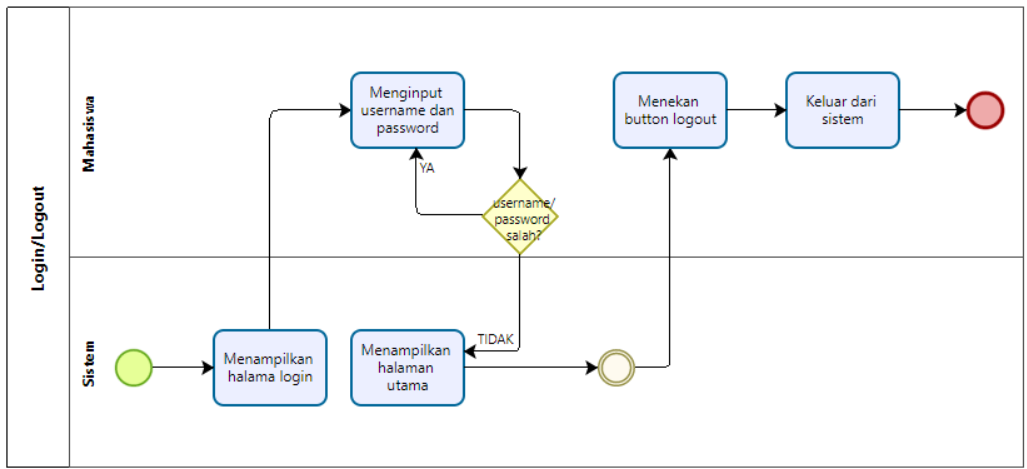 Login/Logout
Mahasiswa
Menginput
username dan
password
YA
username/
password
salah?
Menekan
button logout
Keluar dari
sistem
Sistem
Menampilkan
halama login
Menampilkan
halaman
utama
TIDAK